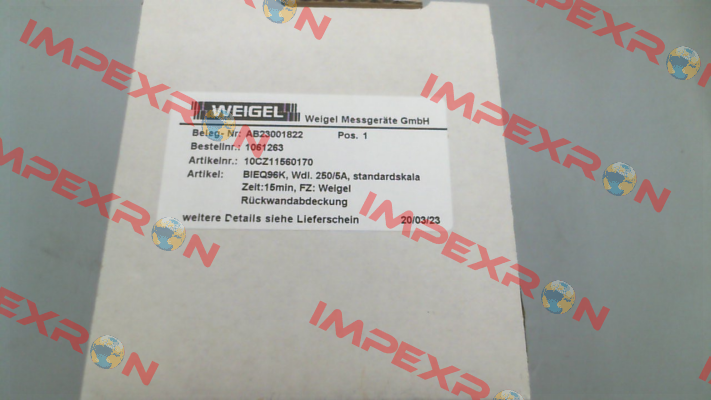 WEIGEL Weigel Messgeräte GmbH
Beleg-Nr: AB23001822 Pos. 1
Bestellnr.: 1061263
Artikelnr.: 10CZ11560170
Artikel: BIEQ96K, Wdl. 250/5A, standardskala
Zeit:15min, FZ: Weigel
Rückwandabdeckung
weitere Details siehe Lieferschein 20/03/23
IMPEXRON
IMPEXRON
IMPEXRON
IMPEXRON
IMPEXRON
IMPEXRON
IMPEXRON